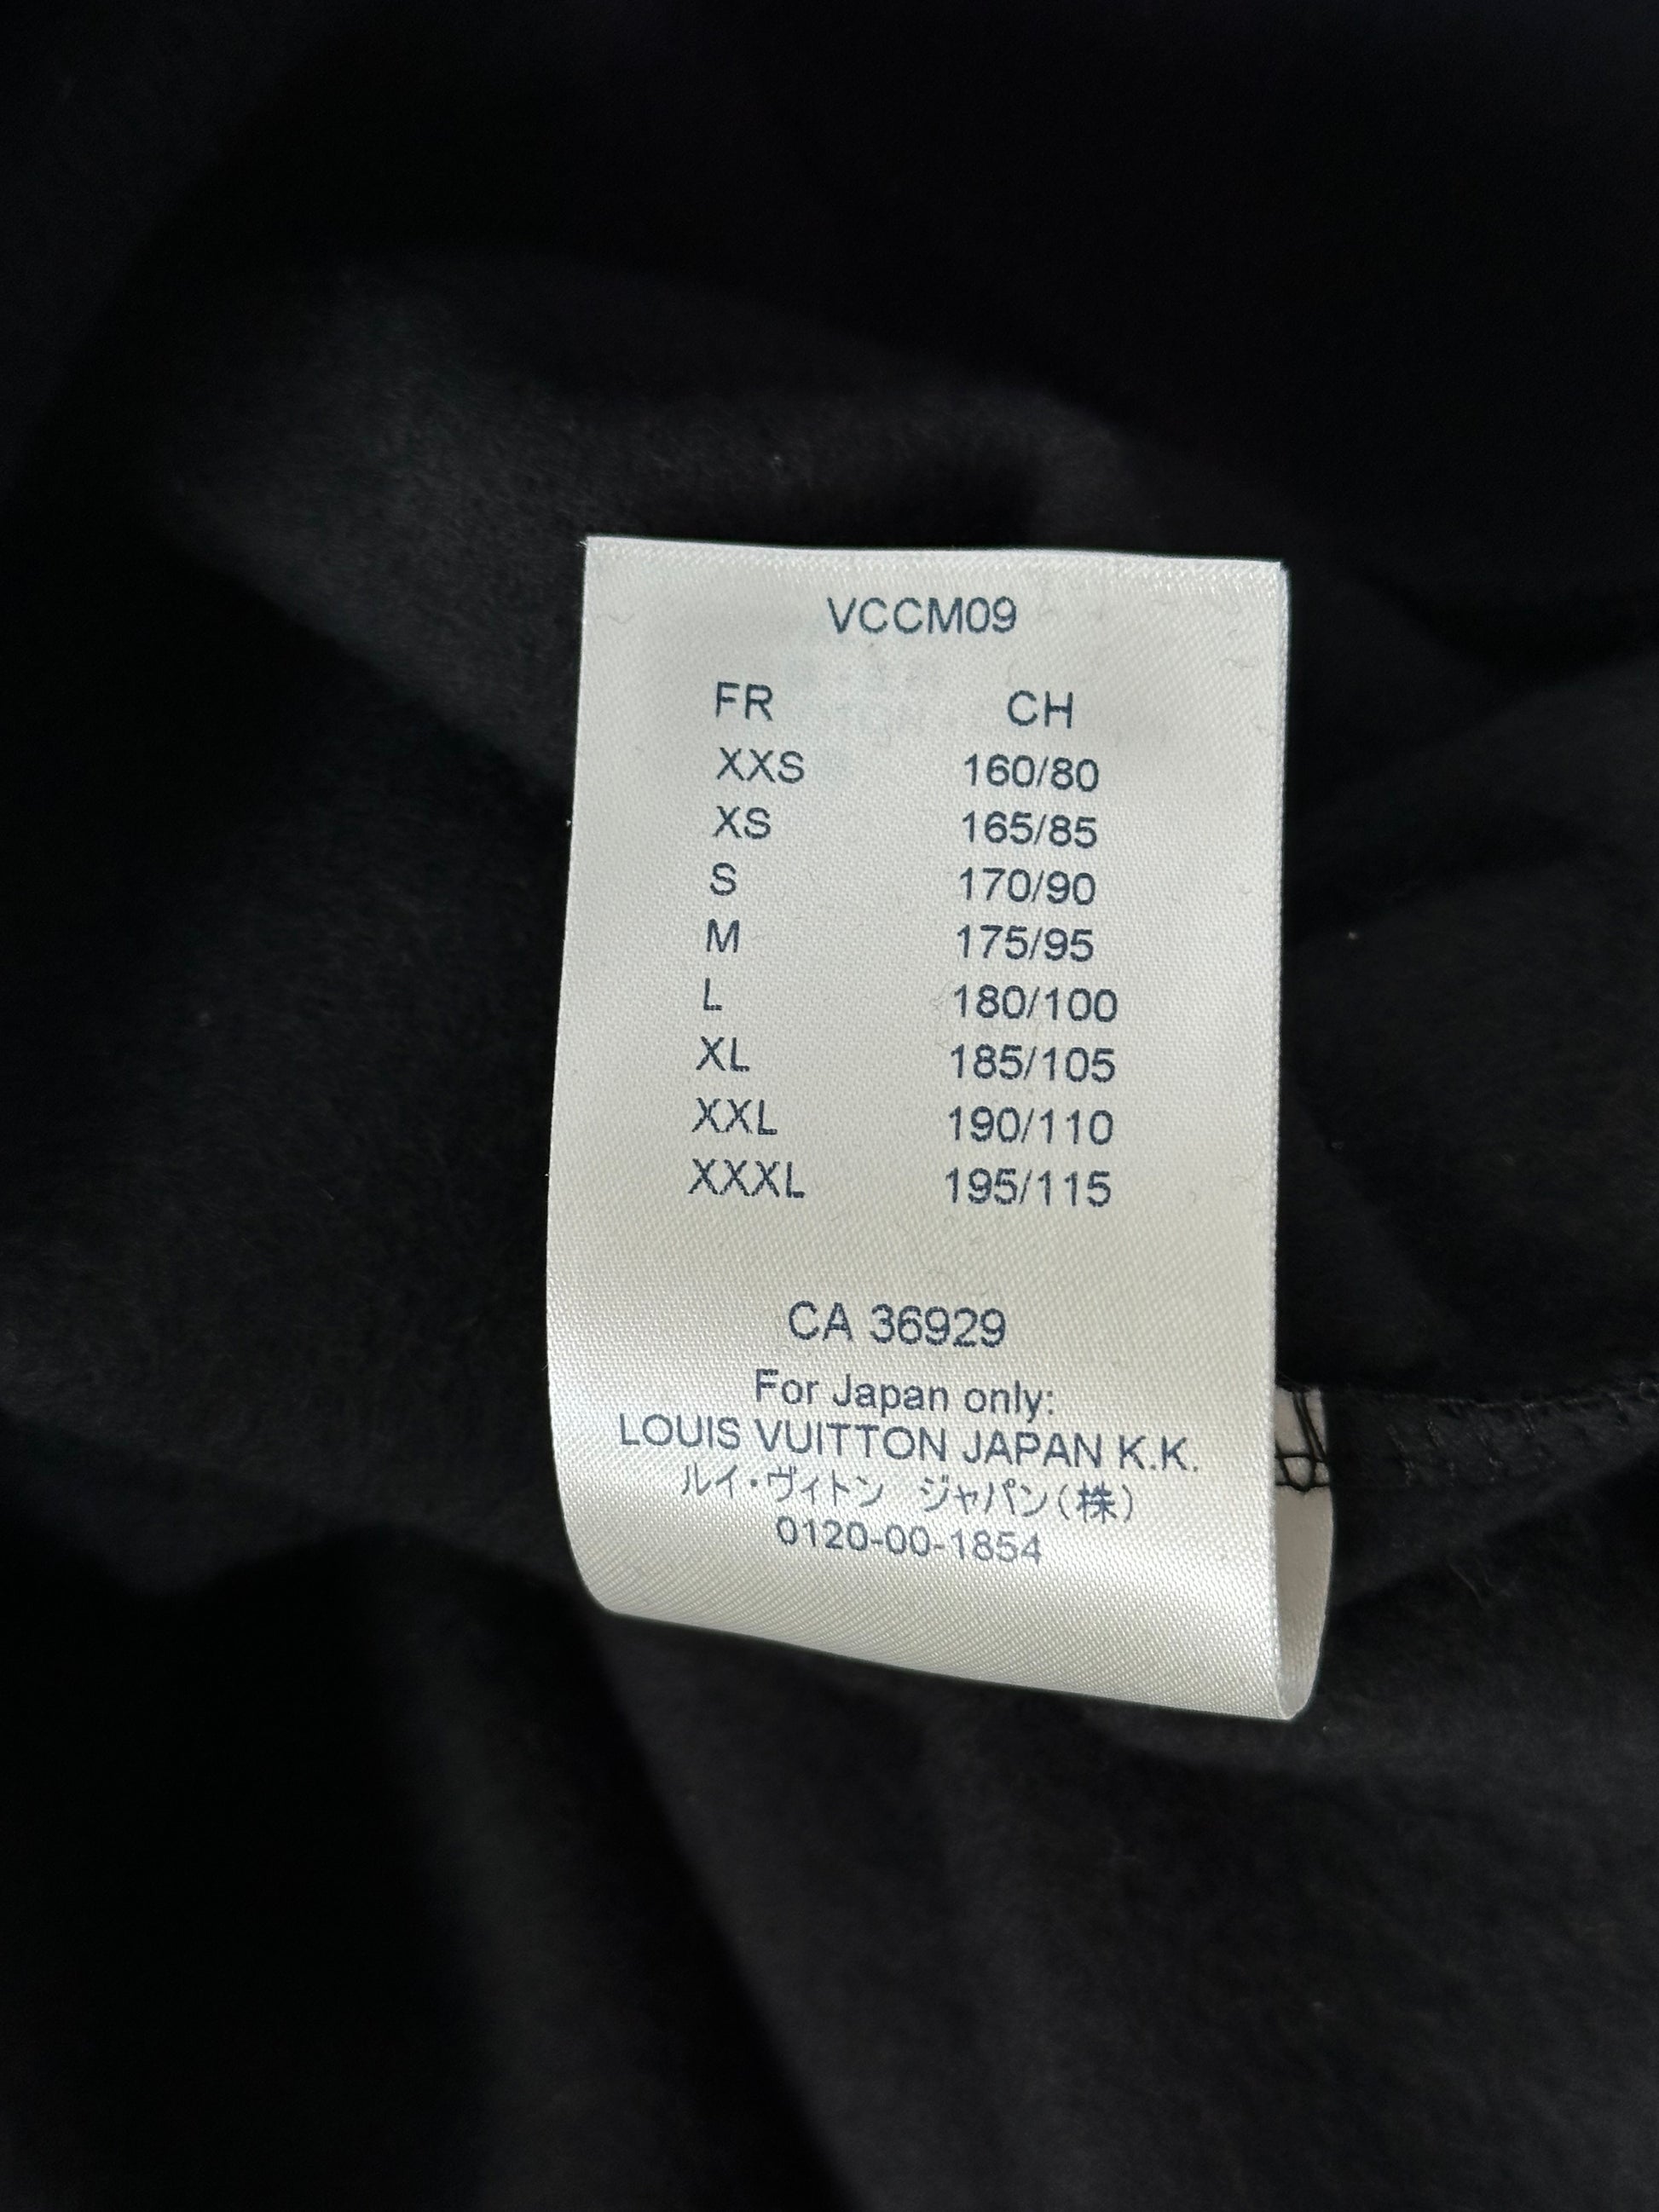 VCCM09
FR CH
XXS 160/80
XS 165/85
S 170/90
M 175/95
L 180/100
XL 185/105
XXL 190/110
XXXL 195/115
CA 36929
For Japan only:
LOUIS VUITTON JAPAN K.K.
ルイ・ヴィトン ジャパン（株）
0120-00-1854